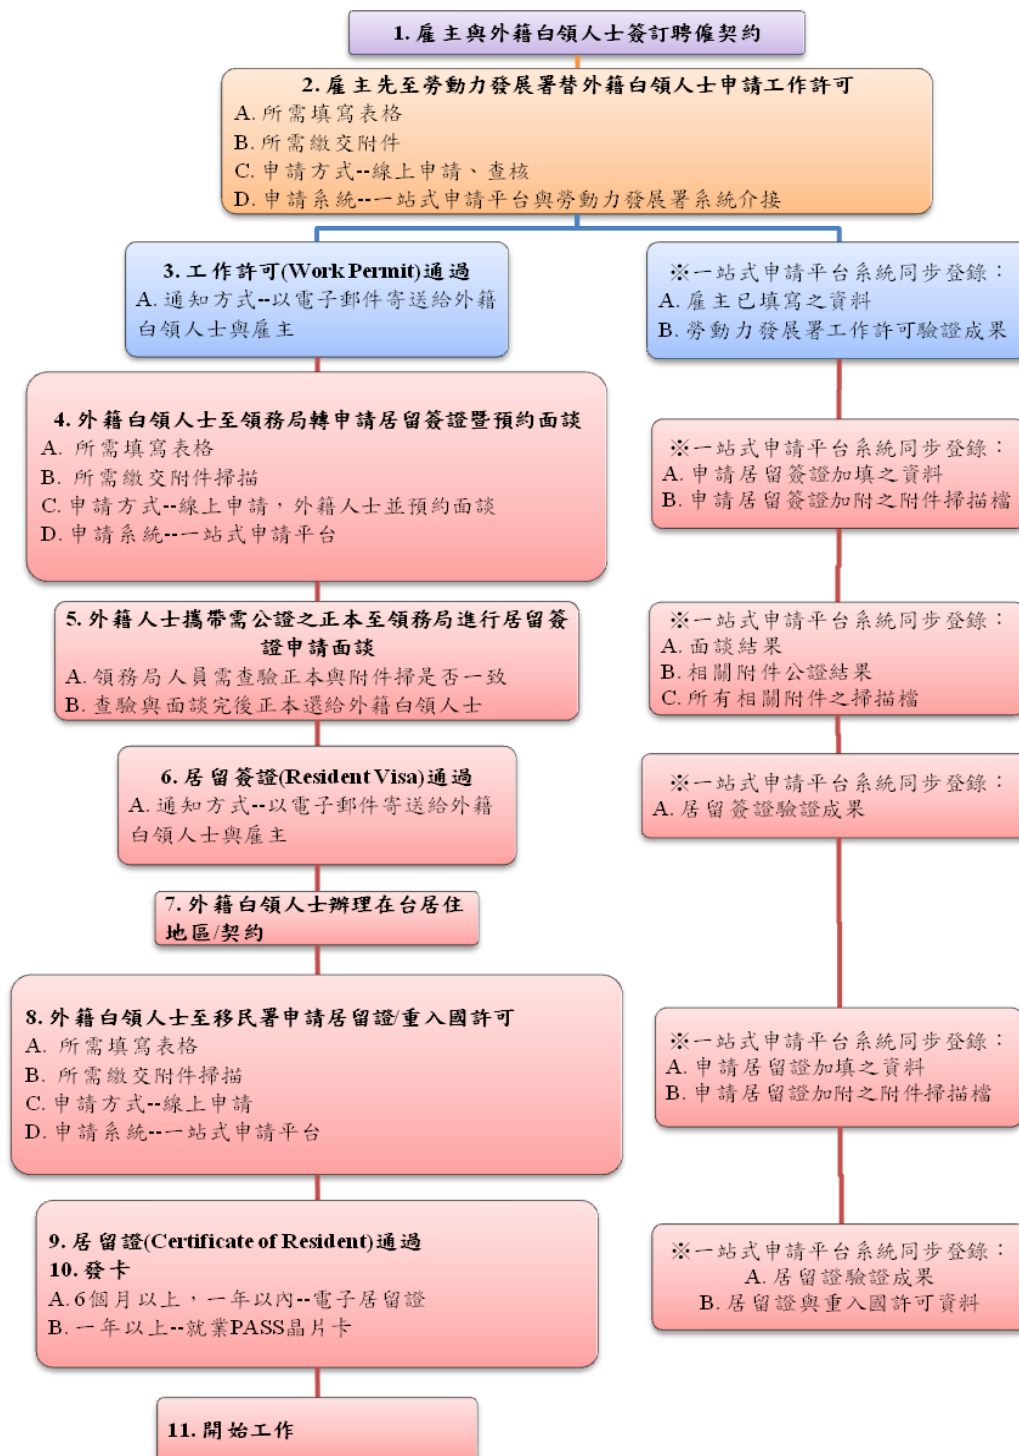 1. 雇主與外籍白領人士簽訂聘僱契約
2. 雇主先至勞動力發展署替外籍白領人士申請工作許可
A. 所需填寫表格
B. 所需繳交附件
C. 申請方式--線上申請、查核
D. 申請系統--一站式申請平台與勞動力發展署系統介接
3. 工作許可(Work Permit)通過
A. 通知方式--以電子郵件寄送給外籍
白領人士與雇主
※一站式申請平台系統同步登錄：
A. 雇主已填寫之資料
B. 勞動力發展署工作許可驗證成果
4. 外籍白領人士至領務局轉申請居留簽證暨預約面談
A. 所需填寫表格
B. 所需繳交附件掃描
C. 申請方式--線上申請，外籍人士並預約面談
D. 申請系統--一站式申請平台
※一站式申請平台系統同步登錄：
A. 申請居留簽證加填之資料
B. 申請居留簽證加附之附件掃描檔
5. 外籍人士攜帶需公證之正本至領務局進行居留簽
證申請面談
A. 領務局人員需查驗正本與附件掃是否一致
B. 查驗與面談完後正本還給外籍白領人士
※一站式申請平台系統同步登錄：
A. 面談結果
B. 相關附件公證結果
C. 所有相關附件之掃描檔
6. 居留簽證(Resident Visa)通過
A. 通知方式--以電子郵件寄送給外籍
白領人士與雇主
※一站式申請平台系統同步登錄：
A. 居留簽證驗證成果
7. 外籍白領人士辦理在台居住
地區/契約
8. 外籍白領人士至移民署申請居留證/重入國許可
A. 所需填寫表格
B. 所需繳交附件掃描
C. 申請方式--線上申請
D. 申請系統--一站式申請平台
※一站式申請平台系統同步登錄：
A. 申請居留證加填之資料
B. 申請居留證加附之附件掃描檔
9. 居留證(Certificate of Resident)通過
10. 發卡
A. 6個月以上，一年以內--電子居留證
B. 一年以上--就業PASS晶片卡
※一站式申請平台系統同步登錄：
A. 居留證驗證成果
B. 居留證與重入國許可資料
11. 開始工作